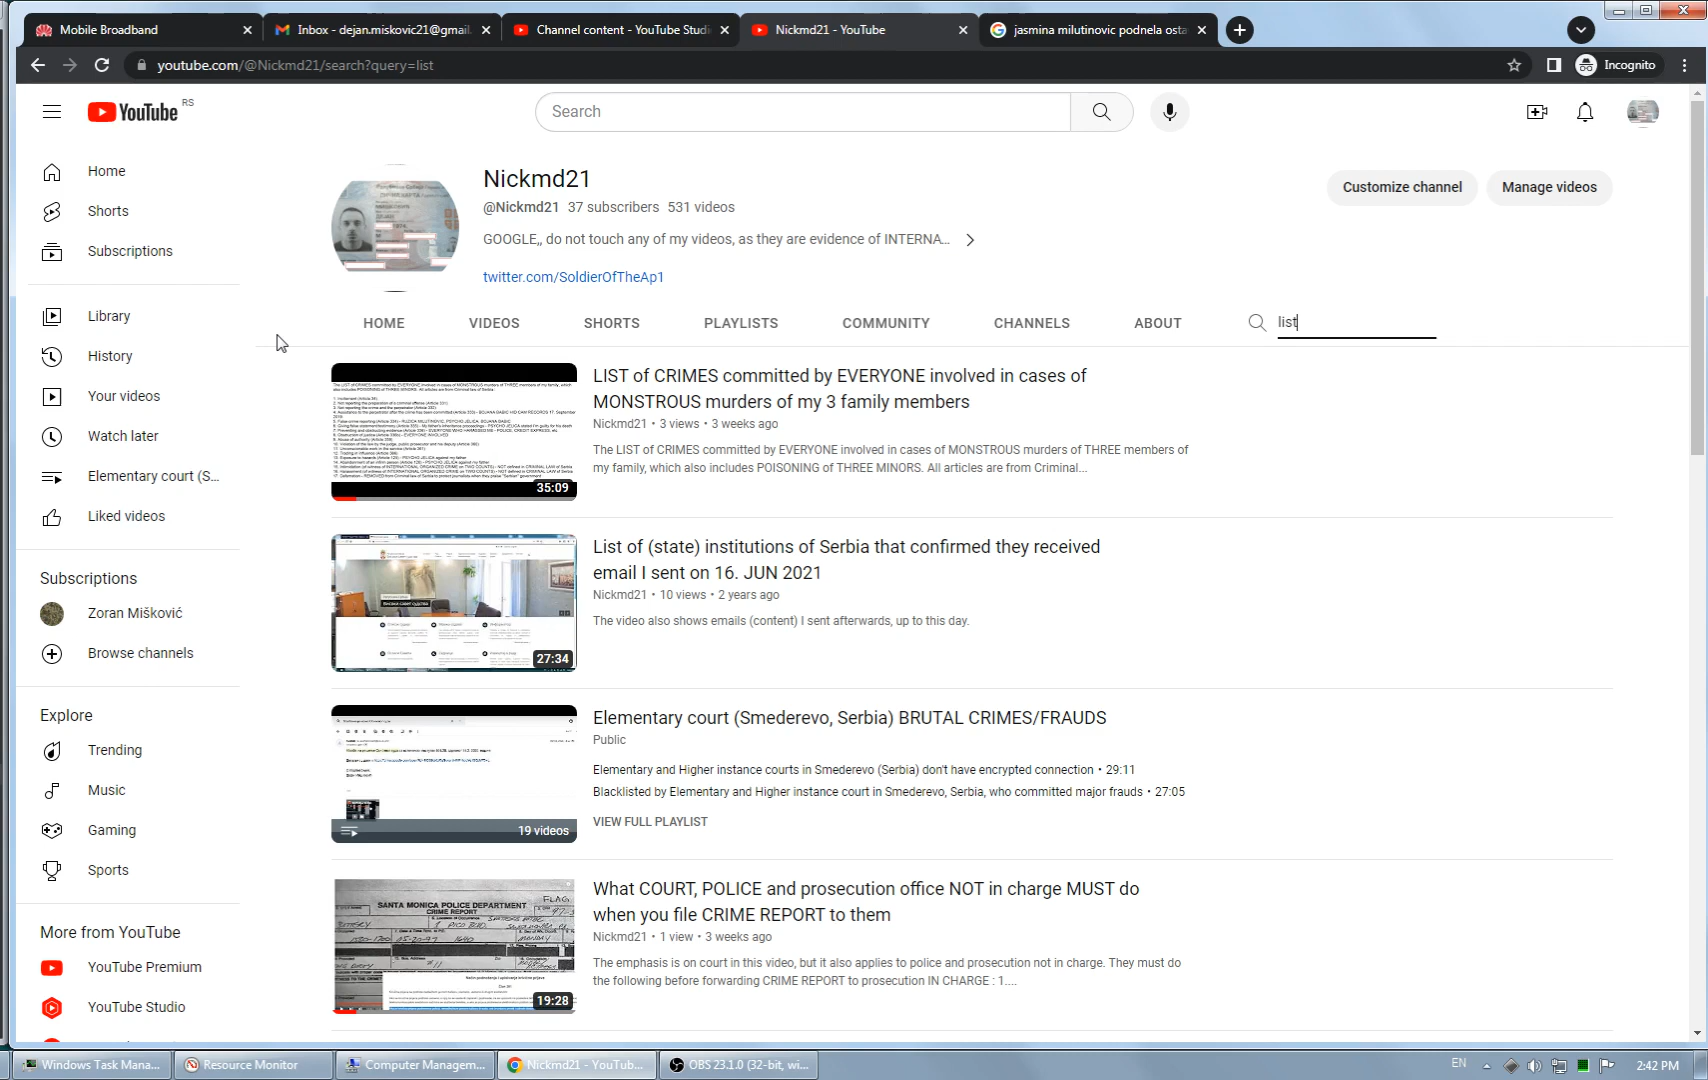 Mobile Broadband
Inbox - dejan.miskovic21@gmail.
Channel content - YouTube Studi
Nickmd21 - YouTube
jasmina milutinovic podnela osta
youtube.com/@Nickmd21/search?query=list
Incognito
YouTube RS
Search
Home
Shorts
Subscriptions
Library
History
Your videos
Watch later
Elementary court (S...
Liked videos
Subscriptions
Zoran Mišković
Browse channels
Explore
Trending
Music
Gaming
Sports
More from YouTube
YouTube Premium
YouTube Studio
Nickmd21
@Nickmd21 37 subscribers 531 videos
GOOGLE,, do not touch any of my videos, as they are evidence of INTERNA...
twitter.com/SoldierOfTheAp1
Customize channel
Manage videos
HOME VIDEOS SHORTS PLAYLISTS COMMUNITY CHANNELS ABOUT list
35:09
LIST of CRIMES committed by EVERYONE involved in cases of
MONSTROUS murders of my 3 family members
Nickmd21 • 3 views • 3 weeks ago
The LIST of CRIMES committed by EVERYONE involved in cases of MONSTROUS murders of THREE members of
my family, which also includes POISONING of THREE MINORS. All articles are from Criminal...
27:34
List of (state) institutions of Serbia that confirmed they received
email I sent on 16. JUN 2021
Nickmd21 • 10 views • 2 years ago
The video also shows emails (content) I sent afterwards, up to this day.
19 videos
Elementary court (Smederevo, Serbia) BRUTAL CRIMES/FRAUDS
Public
Elementary and Higher instance courts in Smederevo (Serbia) don't have encrypted connection • 29:11
Blacklisted by Elementary and Higher instance court in Smederevo, Serbia, who committed major frauds • 27:05
VIEW FULL PLAYLIST
SANTA MONICA POLICE DEPARTMENT
CRIME REPORT
FLAG
19:28
What COURT, POLICE and prosecution office NOT in charge MUST do
when you file CRIME REPORT to them
Nickmd21 • 1 view • 3 weeks ago
The emphasis is on court in this video, but it also applies to police and prosecution not in charge. They must do
the following before forwarding CRIME REPORT to prosecution IN CHARGE : 1....
Windows Task Mana...
Resource Monitor
Computer Managem...
Nickmd21 - YouTub...
OBS 23.1.0 (32-bit, wi...
EN
2:42 PM